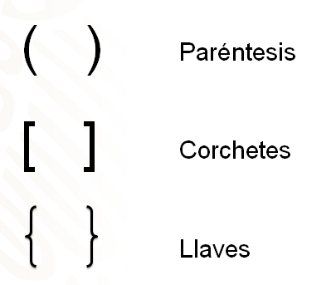 ( ) Paréntesis
[ ] Corchetes
{ } Llaves